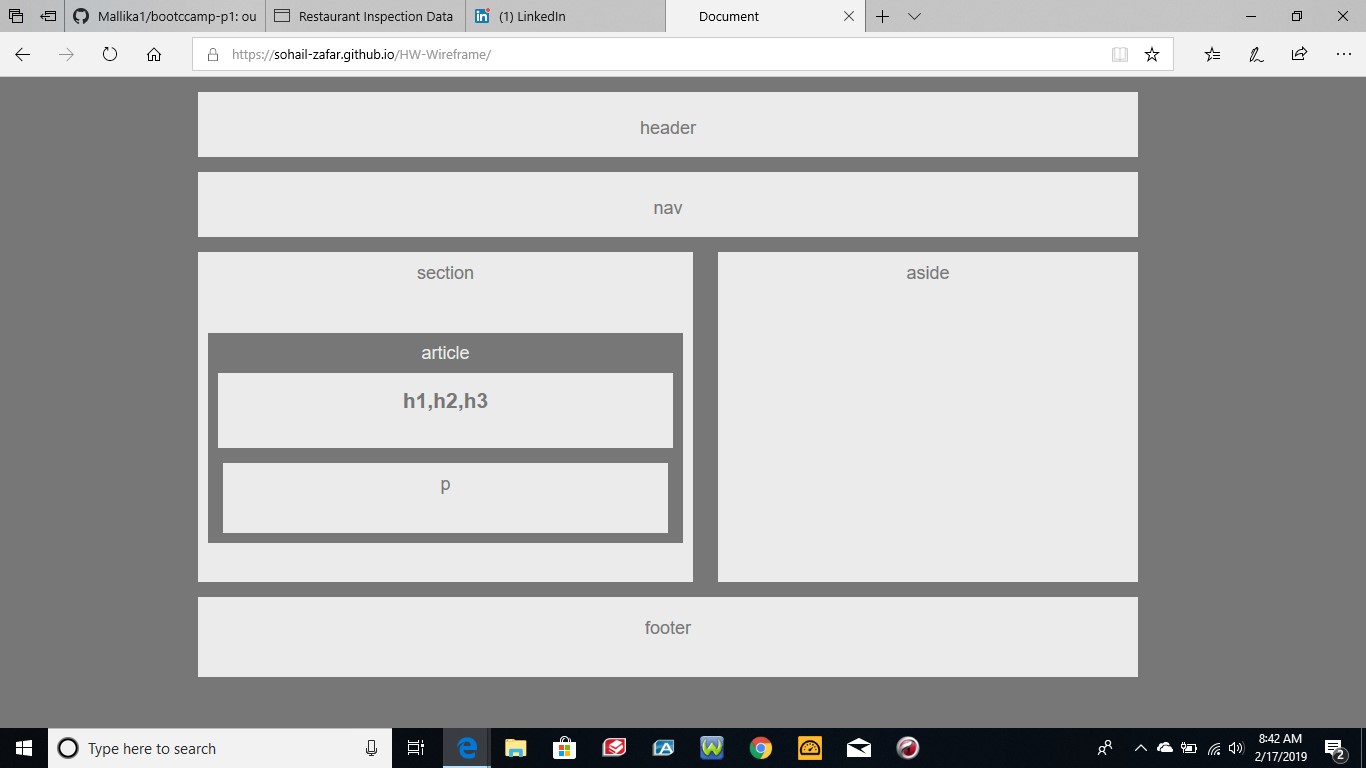 Mallika1/bootccamp-p1: ou
Restaurant Inspection Data
(1) LinkedIn
Document
https://sohail-zafar.github.io/HW-Wireframe/
header
nav
section
aside
article
h1,h2,h3
p
footer
Type here to search
8:42 AM
2/17/2019
2